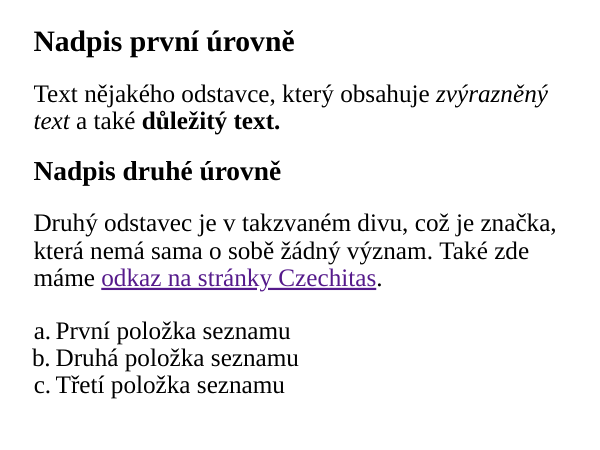 Nadpis první úrovně
Text nějakého odstavce, který obsahuje zvýrazněný
text a také důležitý text.
Nadpis druhé úrovně
Druhý odstavec je v takzvaném divu, což je značka,
která nemá sama o sobě žádný význam. Také zde
máme odkaz na stránky Czechitas.
a. První položka seznamu
b. Druhá položka seznamu
c. Třetí položka seznamu